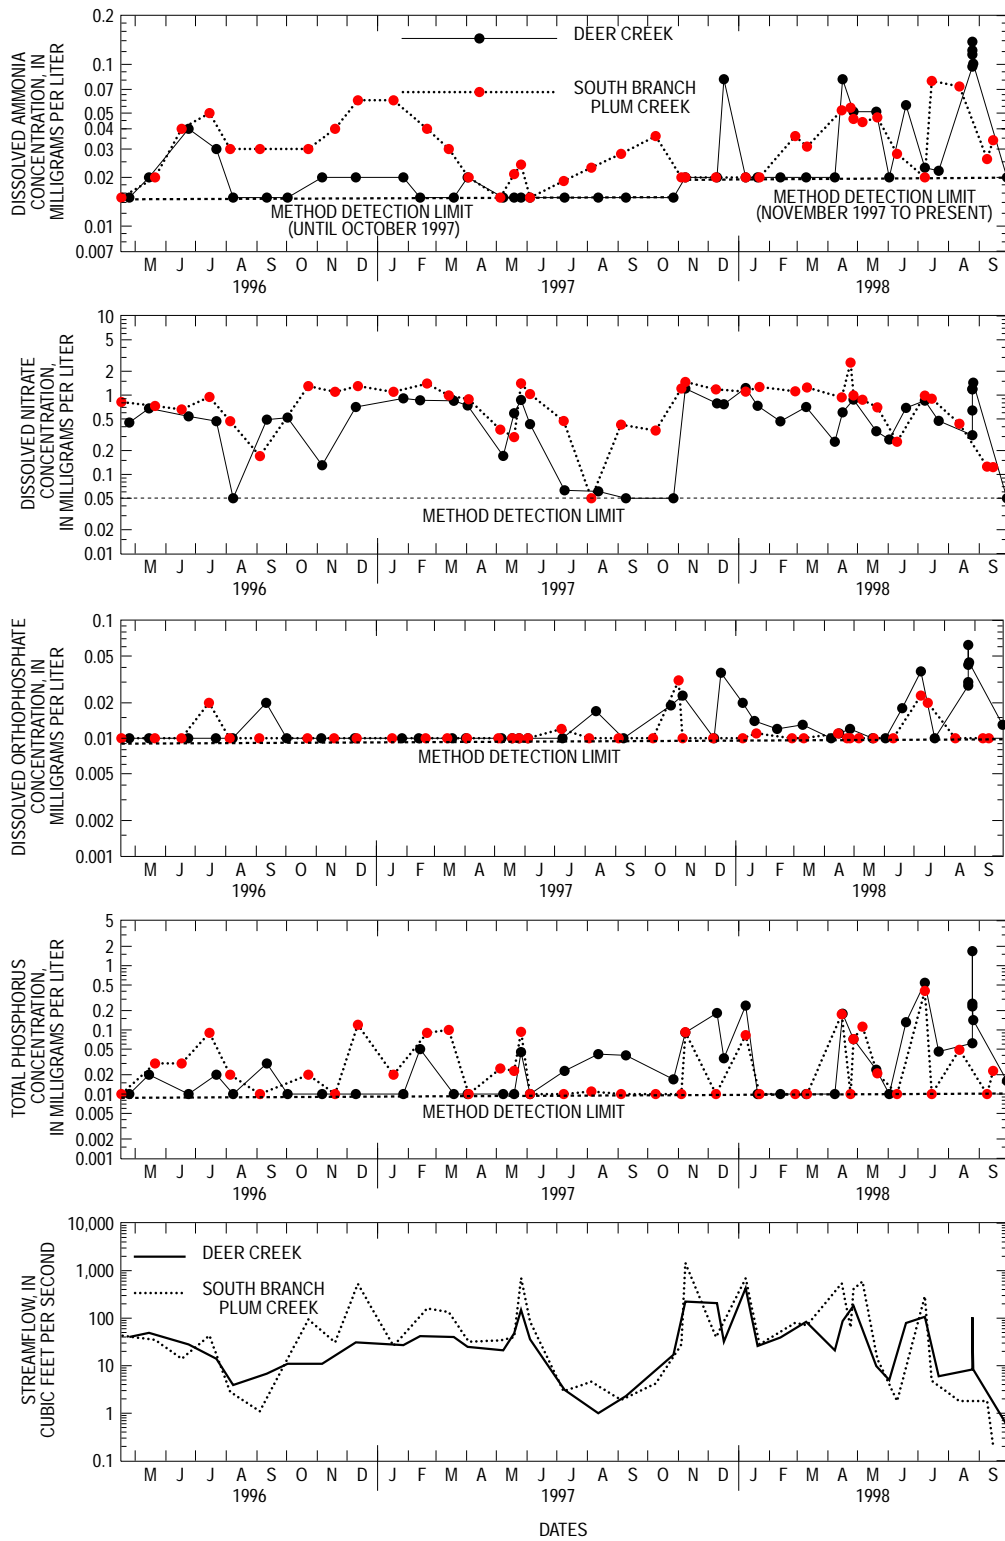 DISSOLVED AMMONIA
CONCENTRATION, IN
MILLIGRAMS PER LITER
0.2
0.1
0.07
0.05
0.04
0.03
0.02
0.01
0.007
DEER CREEK
SOUTH BRANCH
PLUM CREEK
METHOD DETECTION LIMIT
(UNTIL OCTOBER 1997)
METHOD DETECTION LIMIT
(NOVEMBER 1997 TO PRESENT)
M J J A S O N D J F M A M J J A S O N D J F M A M J J A S
1996 1997 1998
DISSOLVED NITRATE
CONCENTRATION,
IN MILLIGRAMS PER LITER
10
5
2
1
0.5
0.2
0.1
0.05
0.02
0.01
METHOD DETECTION LIMIT
M J J A S O N D J F M A M J J A S O N D J F M A M J J A S
1996 1997 1998
DISSOLVED ORTHOPHOSPHATE
CONCENTRATION, IN
MILLIGRAMS PER LITER
0.1
0.05
0.02
0.01
0.005
0.002
0.001
METHOD DETECTION LIMIT
M J J A S O N D J F M A M J J A S O N D J F M A M J J A S
1996 1997 1998
TOTAL PHOSPHORUS
CONCENTRATION,
IN MILLIGRAMS PER LITER
5
2
1
0.5
0.2
0.1
0.05
0.02
0.01
0.005
0.002
0.001
METHOD DETECTION LIMIT
M J J A S O N D J F M A M J J A S O N D J F M A M J J A S
1996 1997 1998
STREAMFLOW, IN
CUBIC FEET PER SECOND
10,000
1,000
100
10
1
0.1
DEER CREEK
SOUTH BRANCH
PLUM CREEK
M J J A S O N D J F M A M J J A S O N D J F M A M J J A S
1996 1997 1998
DATES